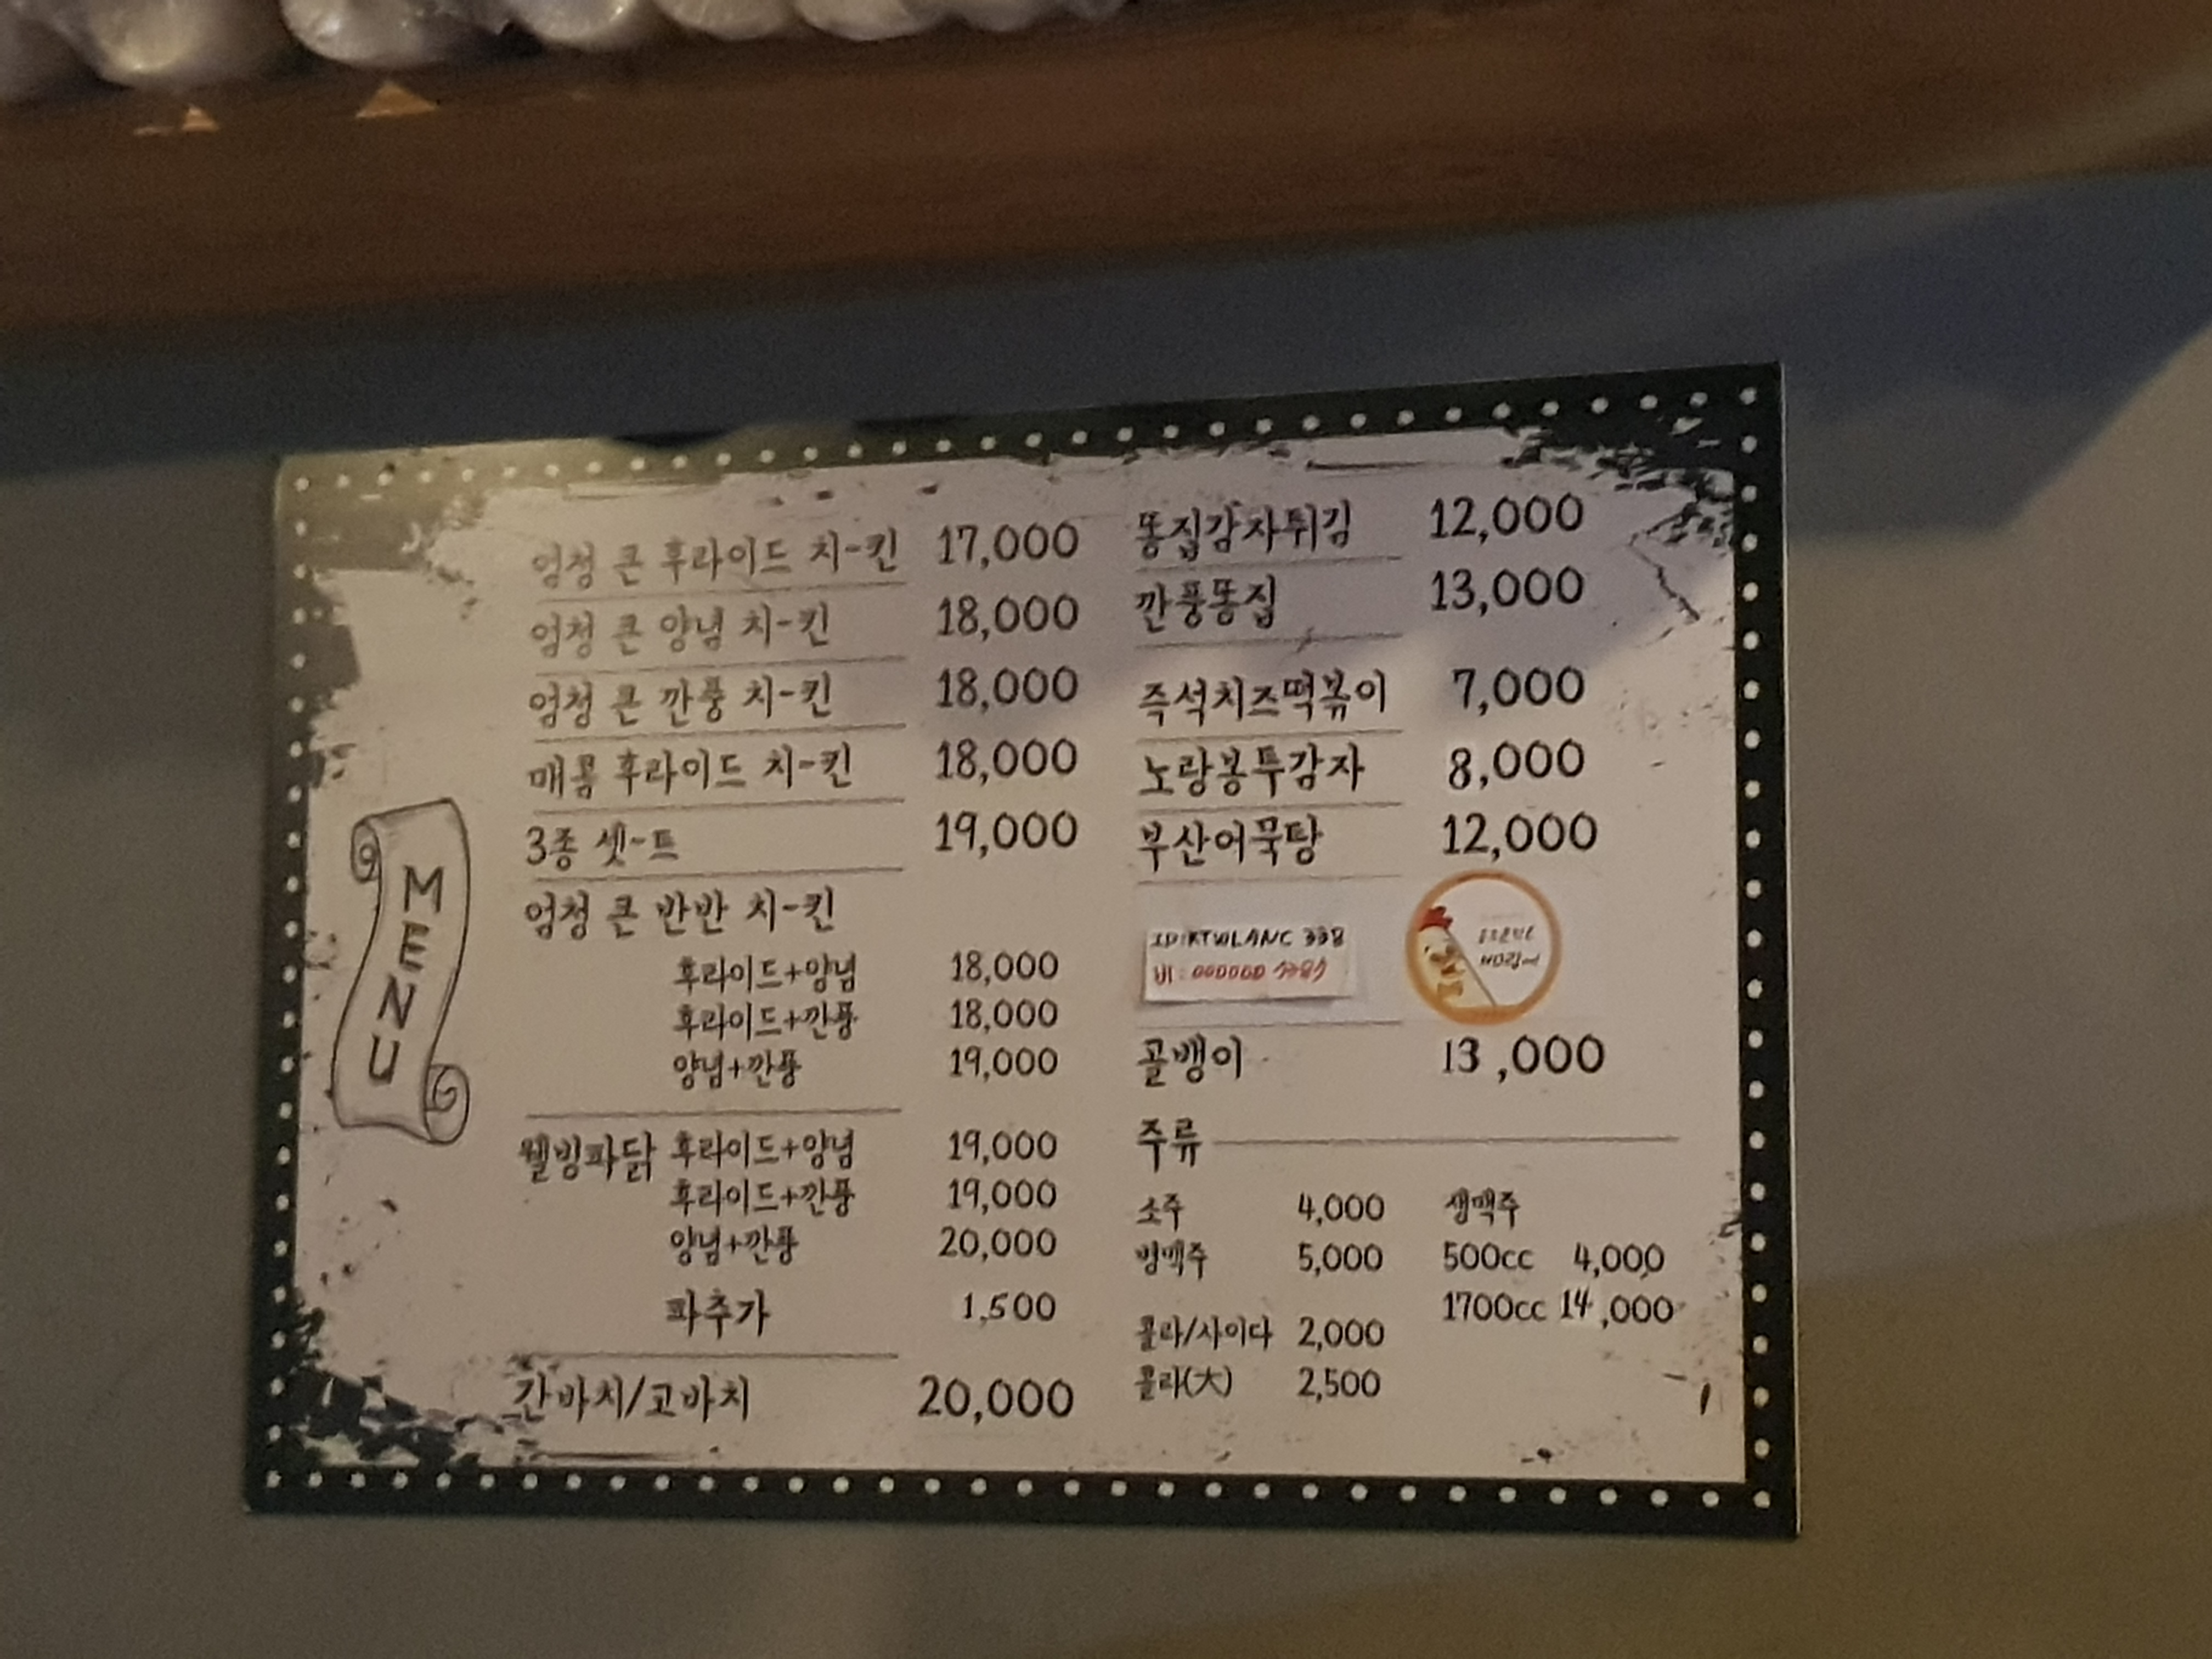 MENU
엄청 큰 후라이드 치-킨 17,000
엄청 큰 양념 치-킨 18,000
엄청 큰 깐풍 치-킨 18,000
매콤 후라이드 치-킨 18,000
3종 셋-트 19,000
엄청 큰 반반 치-킨
후라이드+양념 18,000
후라이드+깐풍 18,000
양념+깐풍 19,000
웰빙파닭 후라이드+양념 19,000
후라이드+깐풍 19,000
양념+깐풍 20,000
파추가 1,500
간바치/고바치 20,000
똥집감자튀김 12,000
깐풍똥집 13,000
즉석치즈떡볶이 7,000
노랑봉투감자 8,000
부산어묵탕 12,000
ID:KTWLANC 338
비:
골뱅이 13,000
주류
소주 4,000
병맥주 5,000
콜라/사이다 2,000
콜라(大) 2,500
생맥주
500cc 4,000
1700cc 14,000